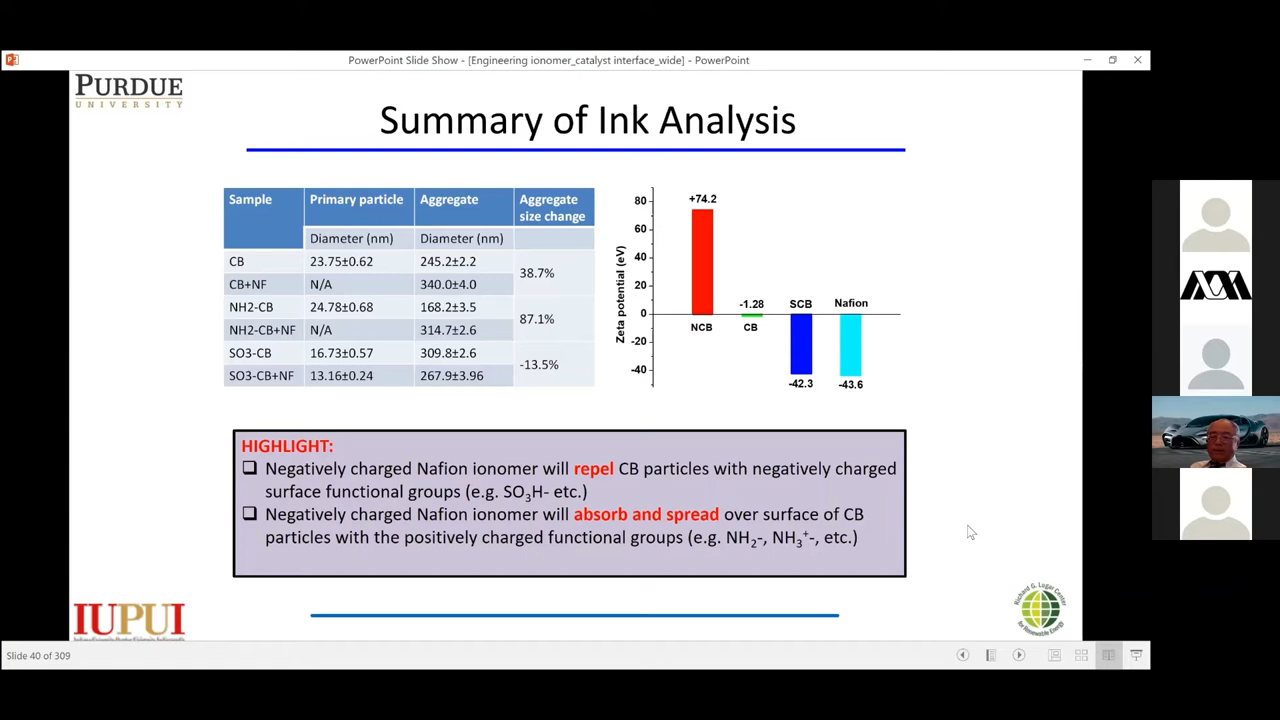 PowerPoint Slide Show - [Engineering ionomer_catalyst interface_wide] - PowerPoint
PURDUE
UNIVERSITY
Summary of Ink Analysis
Sample Primary particle Aggregate Aggregate size change
Diameter (nm) Diameter (nm)
CB 23.75±0.62 245.2±2.2 38.7%
CB+NF N/A 340.0±4.0
NH2-CB 24.78±0.68 168.2±3.5 87.1%
NH2-CB+NF N/A 314.7±2.6
SO3-CB 16.73±0.57 309.8±2.6 -13.5%
SO3-CB+NF 13.16±0.24 267.9±3.96
Zeta potential (eV)
80
60
40
20
0
-20
-40
+74.2
-1.28 SCB Nafion
NCB CB
-42.3 -43.6
HIGHLIGHT:
❑ Negatively charged Nafion ionomer will repel CB particles with negatively charged
surface functional groups (e.g. SO₃H- etc.)
❑ Negatively charged Nafion ionomer will absorb and spread over surface of CB
particles with the positively charged functional groups (e.g. NH₂-, NH₃⁺-, etc.)
IUPUI
Richard G. Lugar Center
for Renewable Energy
Slide 40 of 309